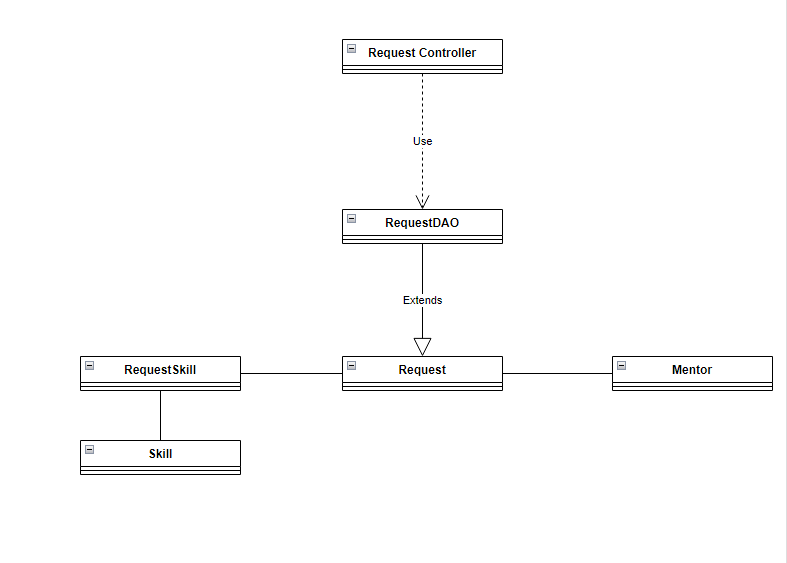 Request Controller
Use
RequestDAO
Extends
RequestSkill
Request
Mentor
Skill